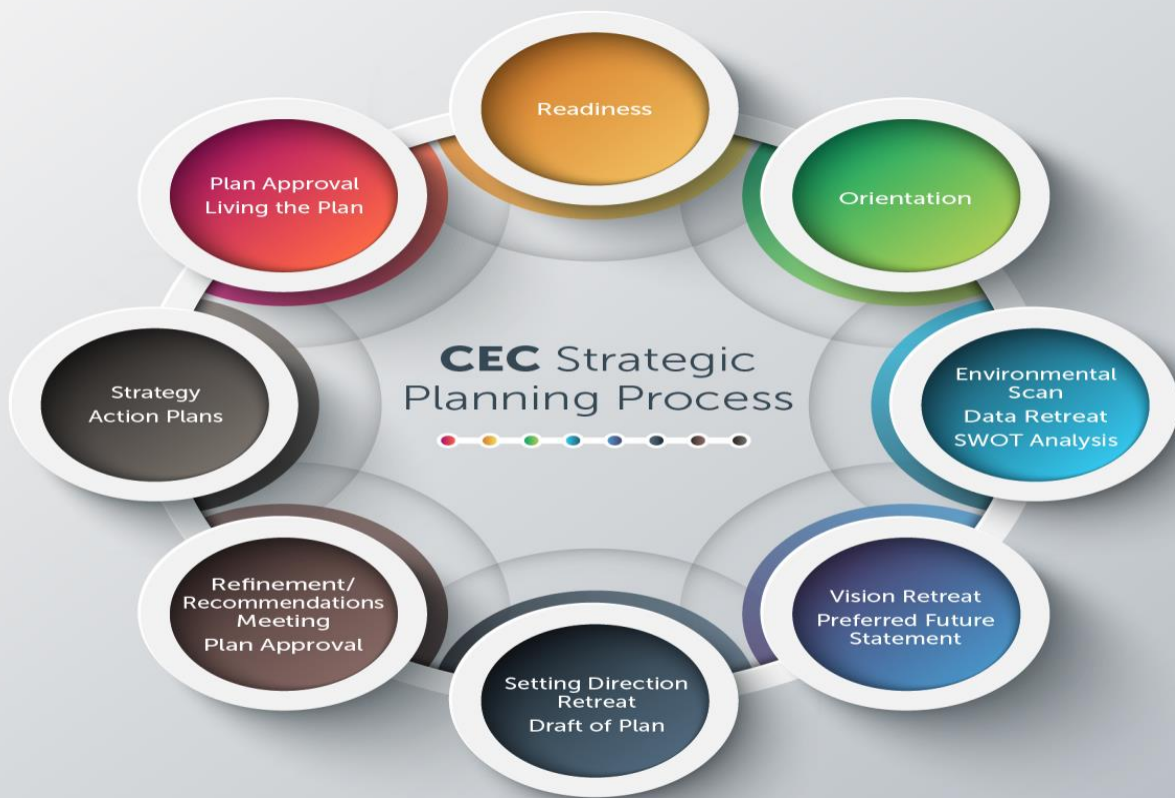 Readiness
Orientation
Environmental
Scan
Data Retreat
SWOT Analysis
Vision Retreat
Preferred Future
Statement
Setting Direction
Retreat
Draft of Plan
Refinement/
Recommendations
Meeting
Plan Approval
Strategy
Action Plans
Plan Approval
Living the Plan
CEC Strategic
Planning Process